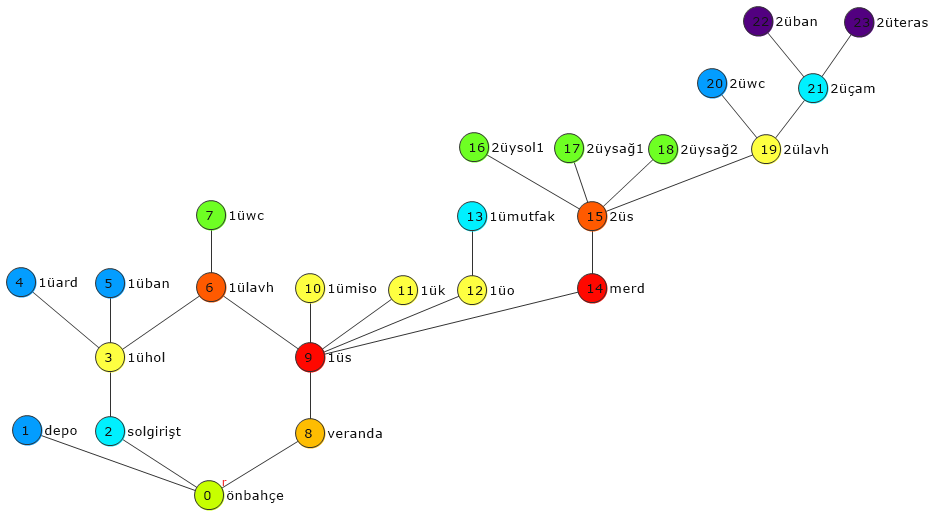 22 2üban
23 2üteras
20 2üwc
21 2üçam
16 2üysol1
17 2üysağ1
18 2üysağ2
19 2ülavh
7 1üwc
13 1ümutfak
15 2üs
4 1üard
5 1üban
6 1ülavh
10 1ümiso
11 1ük
12 1üo
14 merd
3 1ühol
9 1üs
1 depo
2 solgirişt
8 veranda
r
0 önbahçe